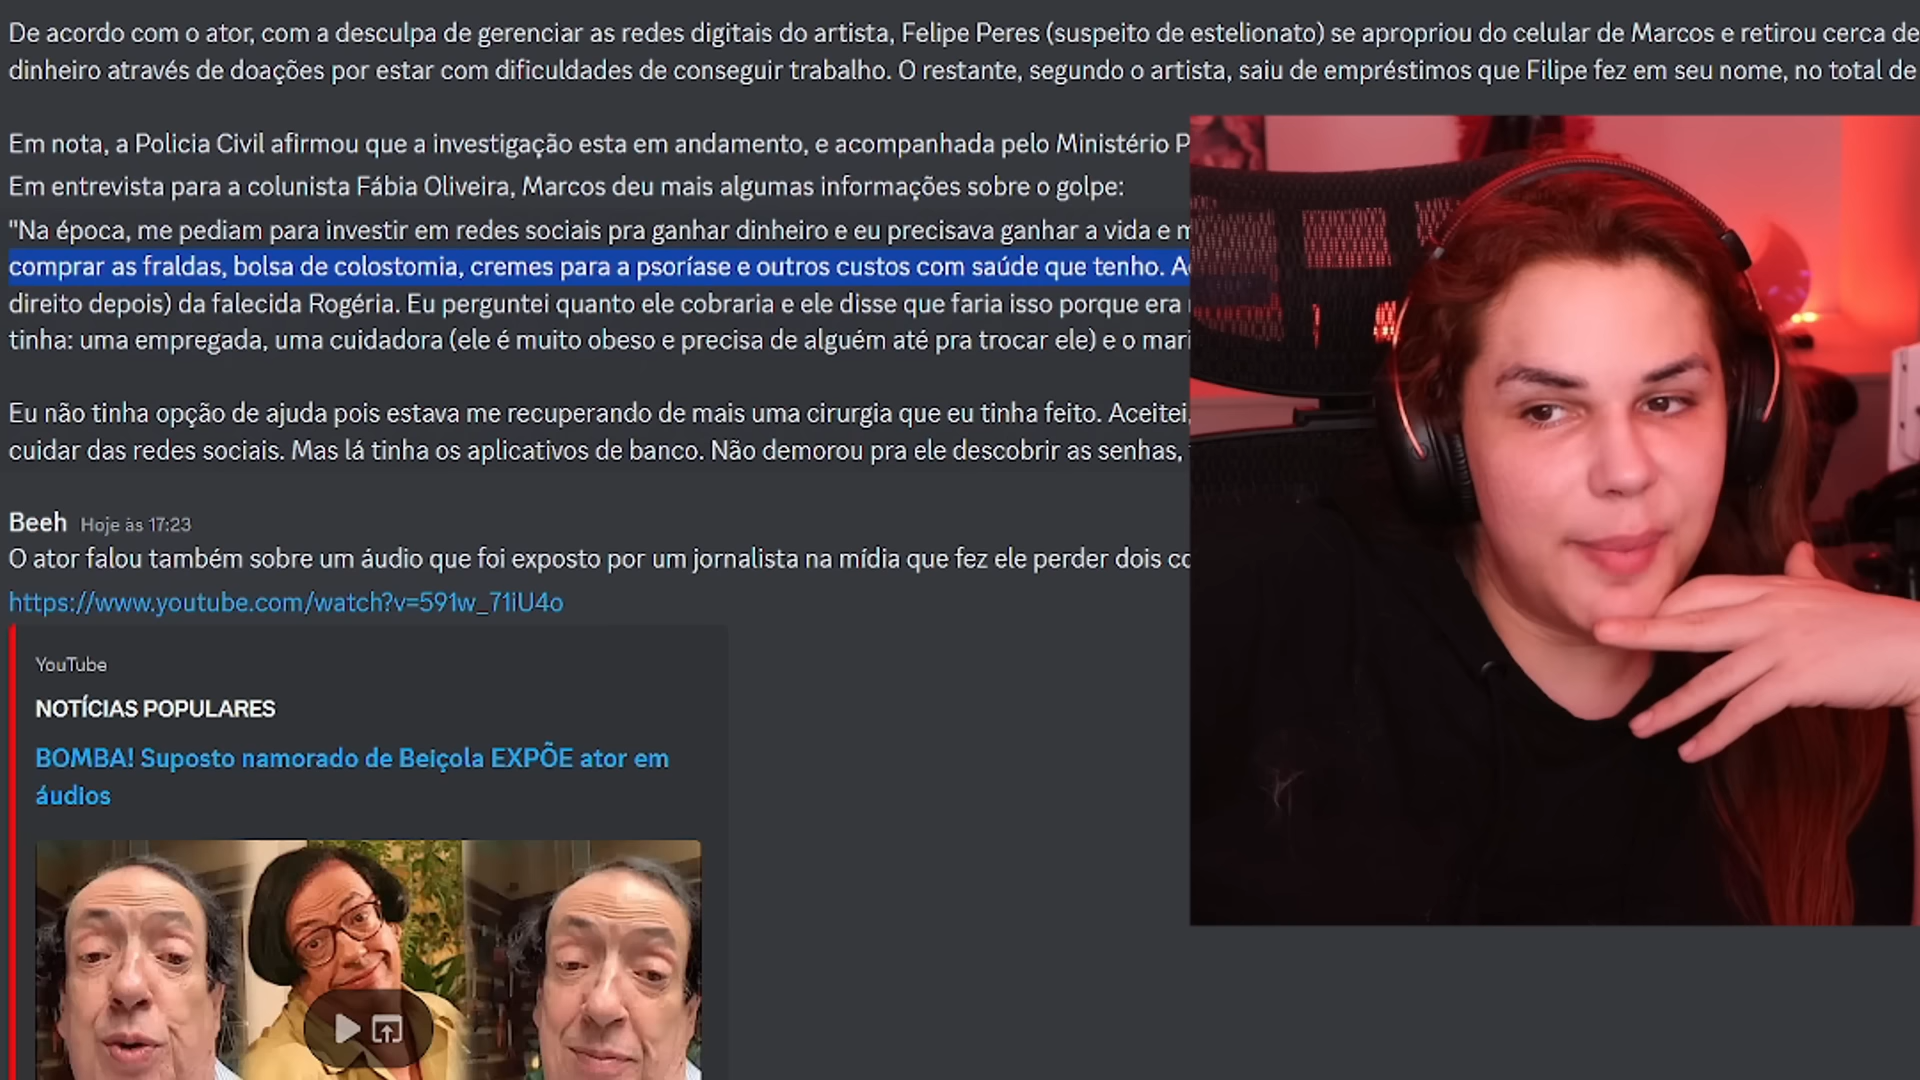 De acordo com o ator, com a desculpa de gerenciar as redes digitais do artista, Felipe Peres (suspeito de estelionato) se apropriou do celular de Marcos e retirou cerca de
dinheiro através de doações por estar com dificuldades de conseguir trabalho. O restante, segundo o artista, saiu de empréstimos que Filipe fez em seu nome, no total de
Em nota, a Policia Civil afirmou que a investigação esta em andamento, e acompanhada pelo Ministério P
Em entrevista para a colunista Fábia Oliveira, Marcos deu mais algumas informações sobre o golpe:
"Na época, me pediam para investir em redes sociais pra ganhar dinheiro e eu precisava ganhar a vida e m
comprar as fraldas, bolsa de colostomia, cremes para a psoríase e outros custos com saúde que tenho. A
direito depois) da falecida Rogéria. Eu perguntei quanto ele cobraria e ele disse que faria isso porque era
tinha: uma empregada, uma cuidadora (ele é muito obeso e precisa de alguém até pra trocar ele) e o mari
Eu não tinha opção de ajuda pois estava me recuperando de mais uma cirurgia que eu tinha feito. Aceitei,
cuidar das redes sociais. Mas lá tinha os aplicativos de banco. Não demorou pra ele descobrir as senhas,
Beeh Hoje às 17:23
O ator falou também sobre um áudio que foi exposto por um jornalista na mídia que fez ele perder dois co
https://www.youtube.com/watch?v=591w_71iU4o
YouTube
NOTÍCIAS POPULARES
BOMBA! Suposto namorado de Beiçola EXPÕE ator em
áudios